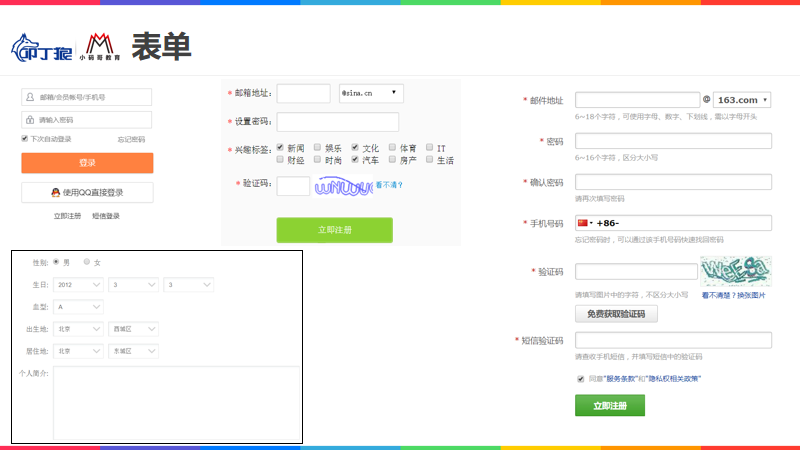 叩丁狼
小码哥教育
表单
邮箱/会员帐号/手机号
请输入密码
下次自动登录 忘记密码
登录
使用QQ直接登录
立即注册 短信登录
* 邮箱地址: @sina.cn
* 设置密码:
* 兴趣标签: 新闻 娱乐 文化 体育 IT
财经 时尚 汽车 房产 生活
* 验证码: 看不清?
立即注册
* 邮件地址 @ 163.com
6~18个字符，可使用字母、数字、下划线，需以字母开头
* 密码
6~16个字符，区分大小写
* 确认密码
请再次填写密码
* 手机号码 +86-
忘记密码时，可以通过该手机号码快速找回密码
* 验证码
请填写图片中的字符，不区分大小写 看不清楚？换张图片
免费获取验证码
* 短信验证码
请查收手机短信，并填写短信中的验证码
同意"服务条款"和"隐私权相关政策"
立即注册
性别: 男 女
生日: 2012 3 3
血型: A
出生地: 北京 西城区
居住地: 北京 东城区
个人简介: